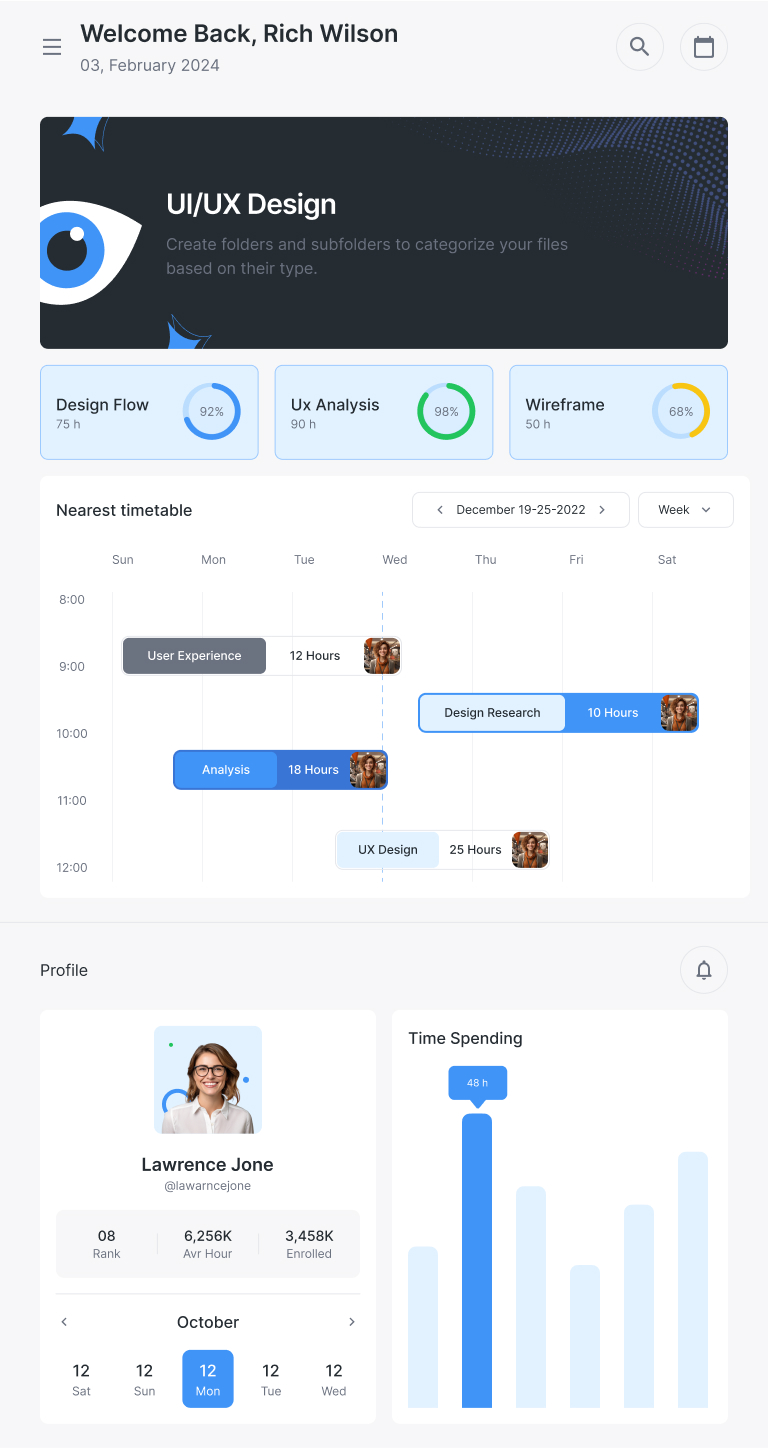 Welcome Back, Rich Wilson
03, February 2024
UI/UX Design
Create folders and subfolders to categorize your files
based on their type.
Design Flow
75 h
92%
Ux Analysis
90 h
98%
Wireframe
50 h
68%
Nearest timetable
December 19-25-2022
Week
Sun Mon Tue Wed Thu Fri Sat
8:00
User Experience 12 Hours
9:00
Design Research 10 Hours
10:00
Analysis 18 Hours
11:00
UX Design 25 Hours
12:00
Profile
Lawrence Jone
@lawarncejone
08 6,256K 3,458K
Rank Avr Hour Enrolled
October
12 12 12 12 12
Sat Sun Mon Tue Wed
Time Spending
48 h